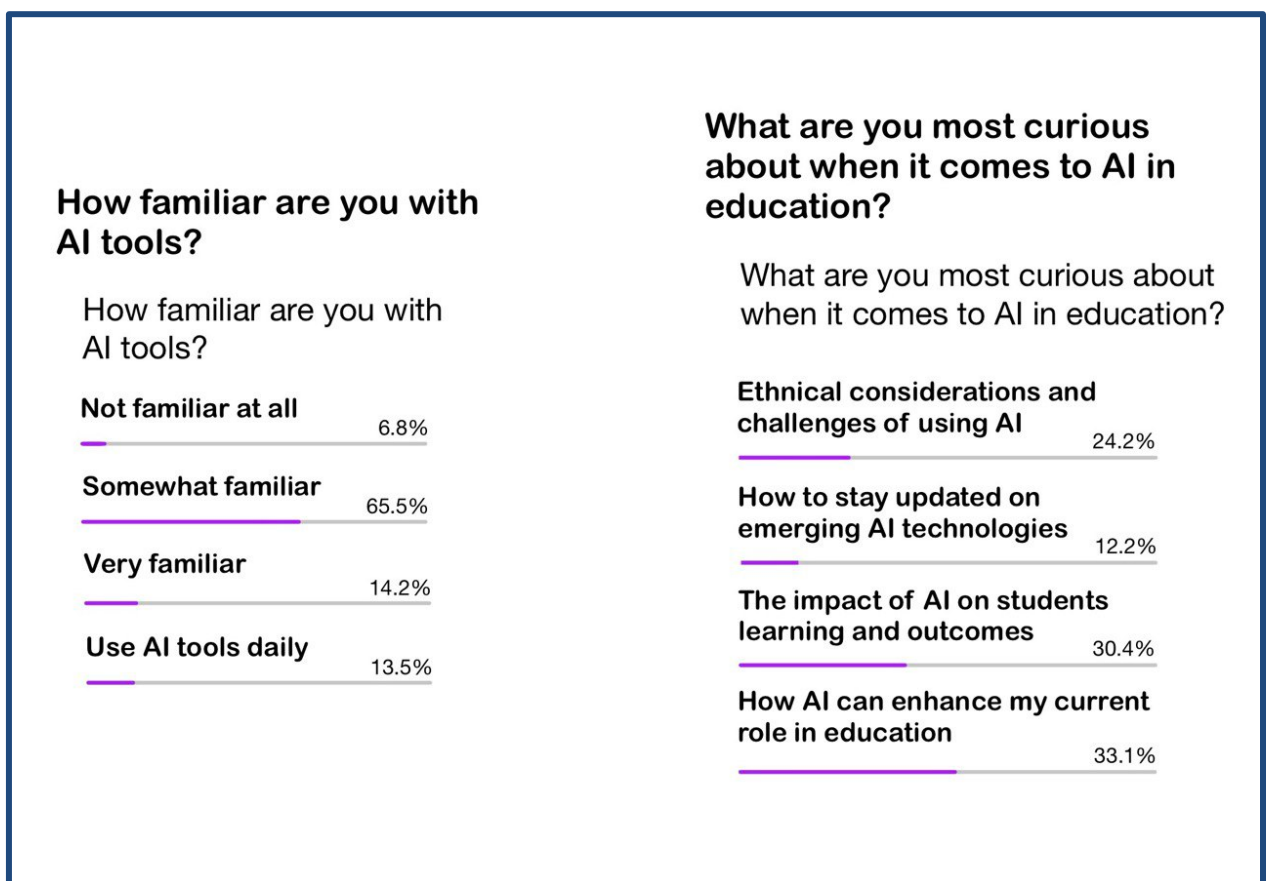 How familiar are you with
AI tools?
How familiar are you with
AI tools?
Not familiar at all
6.8%
Somewhat familiar
65.5%
Very familiar
14.2%
Use AI tools daily
13.5%
What are you most curious
about when it comes to AI in
education?
What are you most curious about
when it comes to AI in education?
Ethnical considerations and
challenges of using AI
24.2%
How to stay updated on
emerging AI technologies
12.2%
The impact of AI on students
learning and outcomes
30.4%
How AI can enhance my current
role in education
33.1%